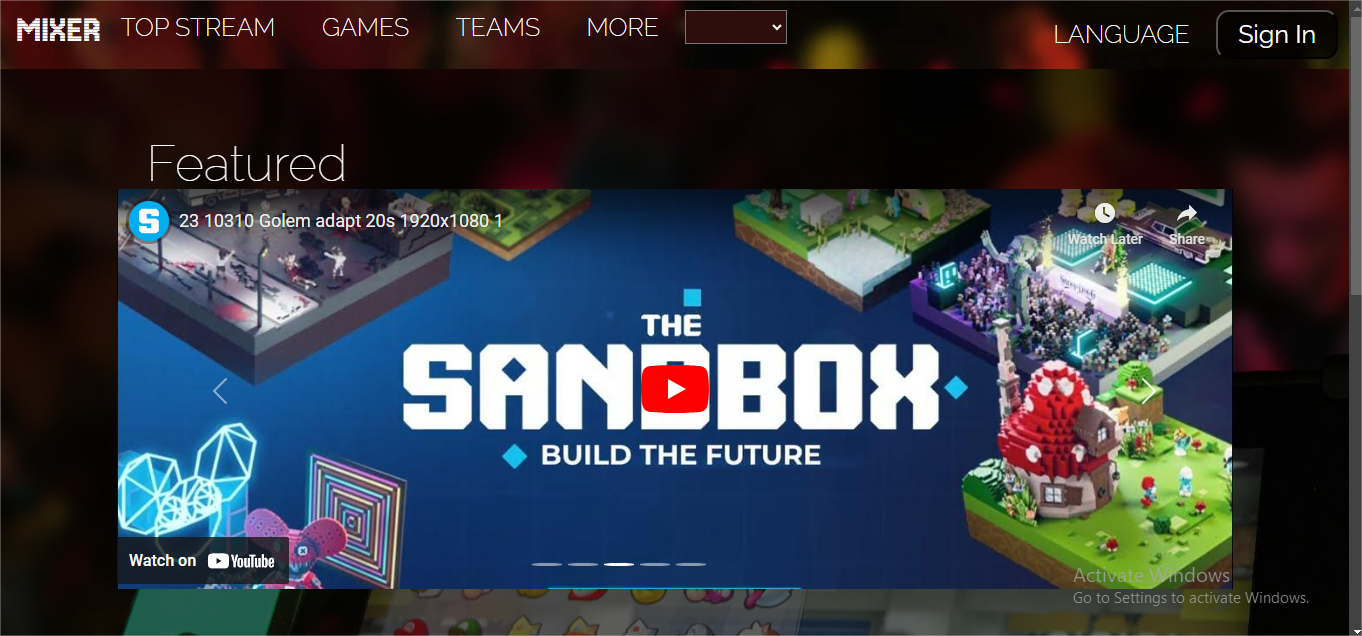 MIXER TOP STREAM GAMES TEAMS MORE LANGUAGE Sign In
Featured
S 23 10310 Golem adapt 20s 1920x1080 1
Watch Later Share
THE
SANDBOX
BUILD THE FUTURE
Watch on YouTube
Activate Windows
Go to Settings to activate Windows.